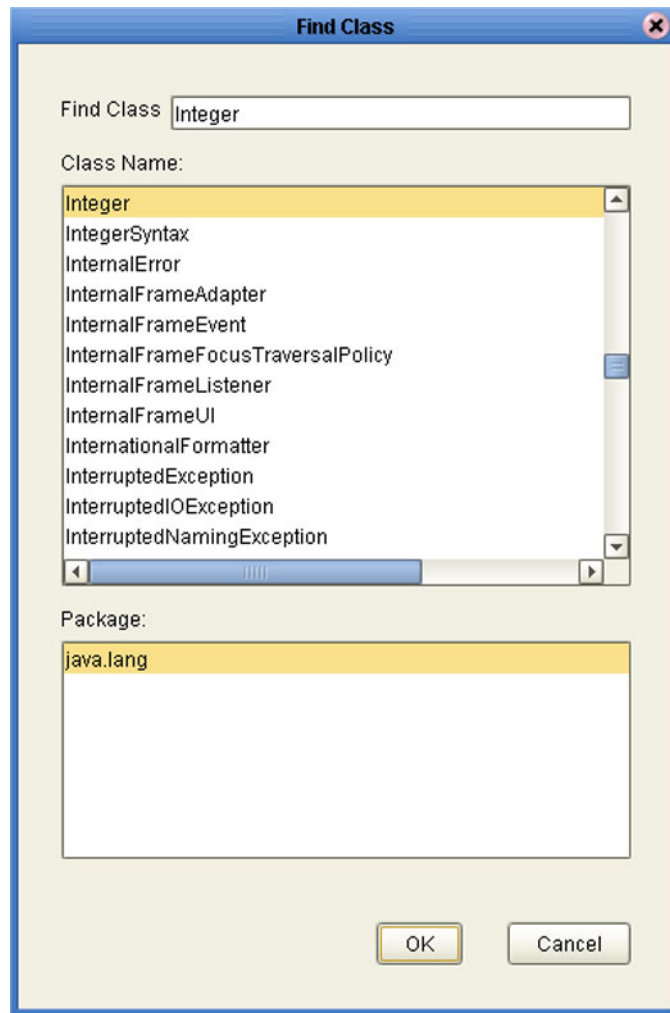 Find Class
Find Class Integer
Class Name:
Integer
IntegerSyntax
InternalError
InternalFrameAdapter
InternalFrameEvent
InternalFrameFocusTraversalPolicy
InternalFrameListener
InternalFrameUI
InternationalFormatter
InterruptedException
InterruptedIOException
InterruptedNamingException
Package:
java.lang
OK Cancel